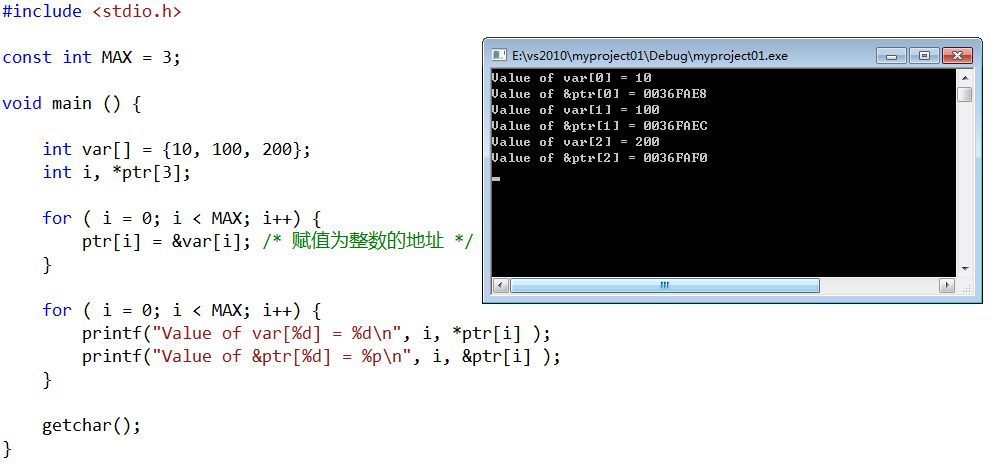 #include <stdio.h>
const int MAX = 3;
void main () {
int var[] = {10, 100, 200};
int i, *ptr[3];
for ( i = 0; i < MAX; i++) {
ptr[i] = &var[i]; /* 赋值为整数的地址 */
}
for ( i = 0; i < MAX; i++) {
printf("Value of var[%d] = %d\n", i, *ptr[i] );
printf("Value of &ptr[%d] = %p\n", i, &ptr[i] );
}
getchar();
}
E:\vs2010\myproject01\Debug\myproject01.exe
Value of var[0] = 10
Value of &ptr[0] = 0036FAE8
Value of var[1] = 100
Value of &ptr[1] = 0036FAEC
Value of var[2] = 200
Value of &ptr[2] = 0036FAF0